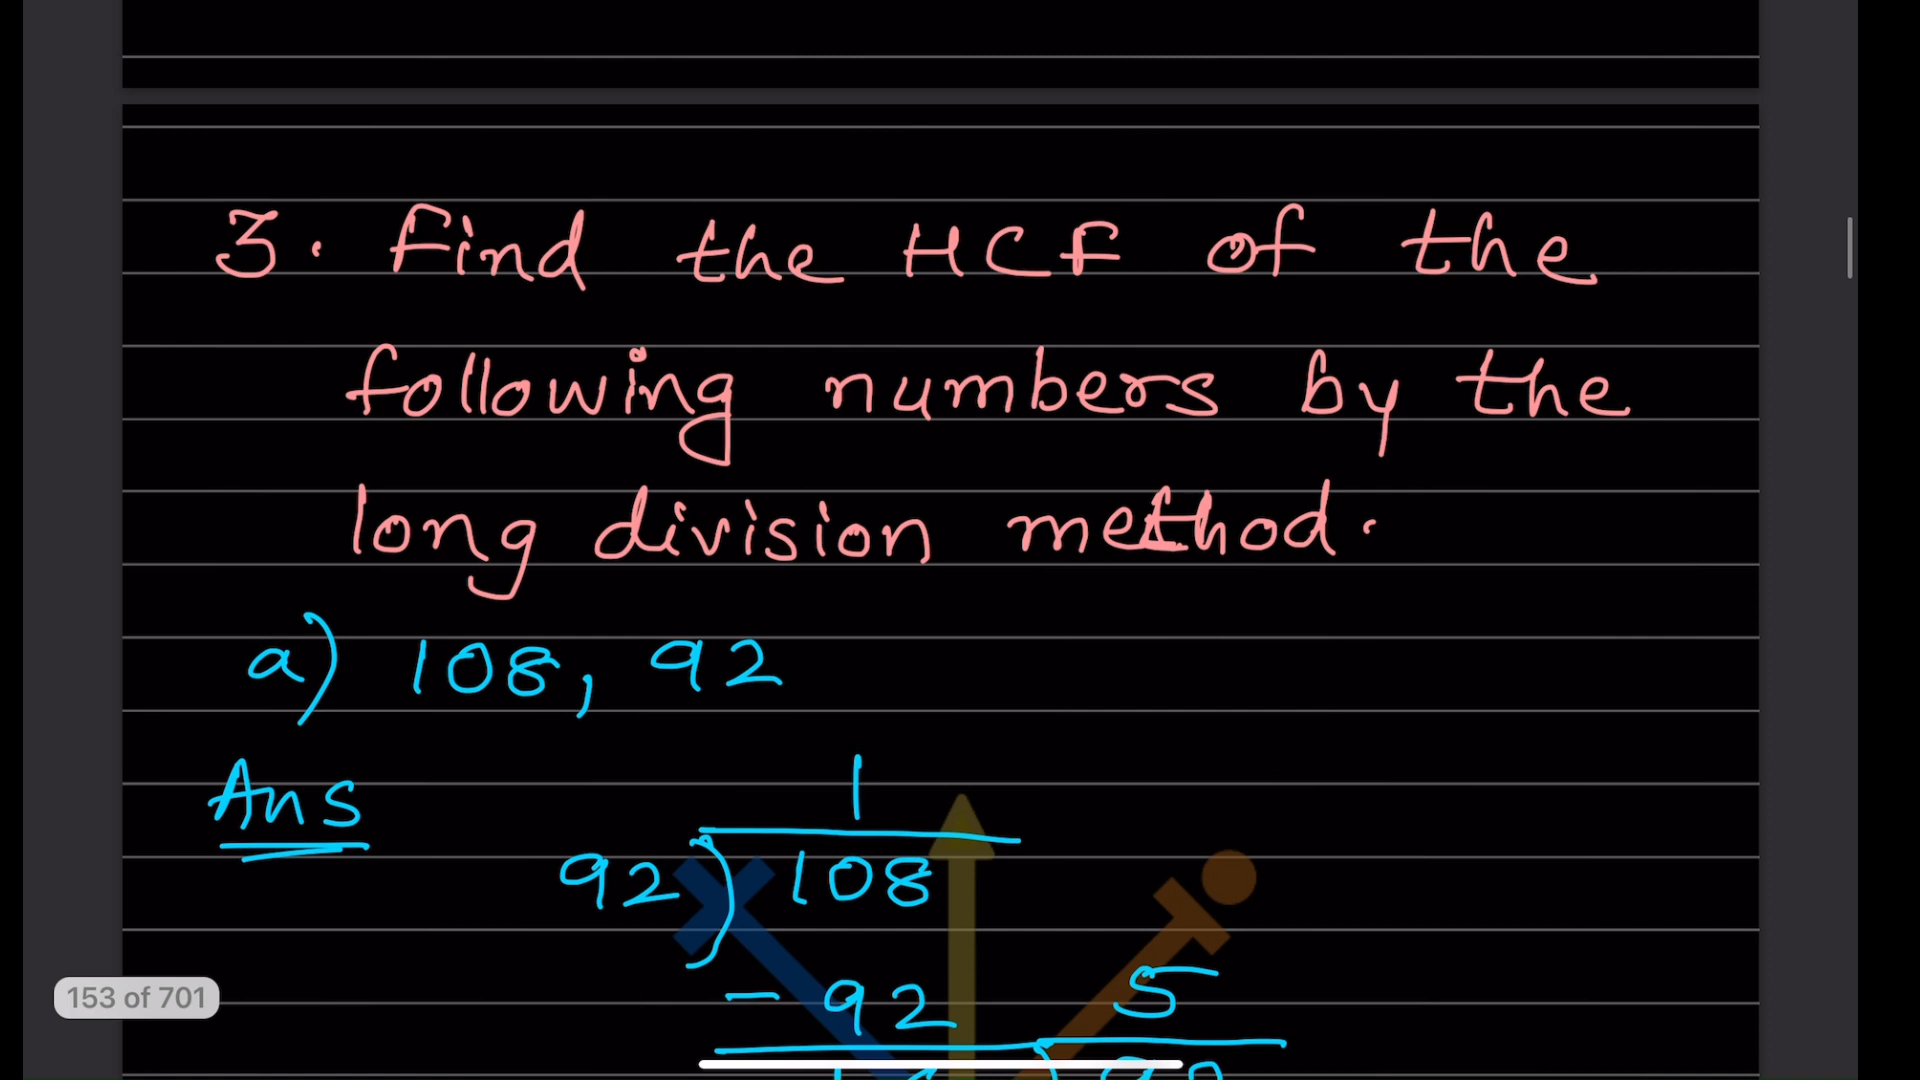 3. Find the HCF of the
following numbers by the
long division method.
a) 108, 92
Ans
1
92) 108
- 92
5
153 of 701